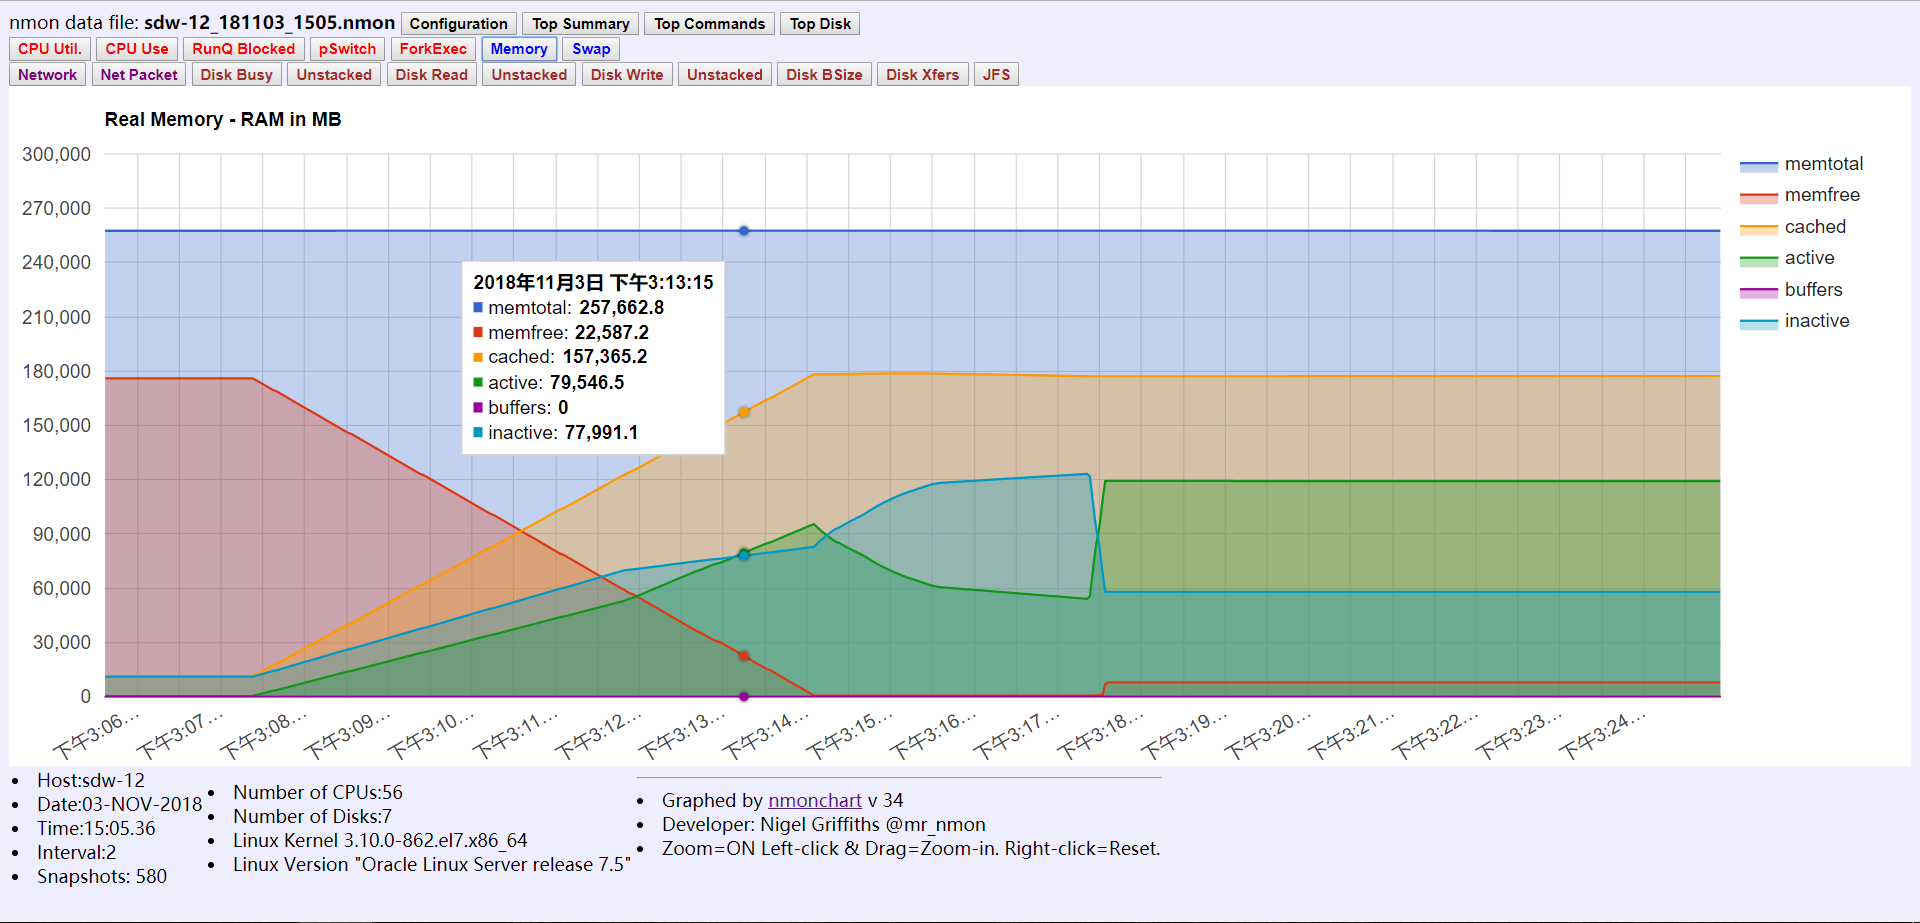 nmon data file: sdw-12_181103_1505.nmon Configuration Top Summary Top Commands Top Disk
CPU Util. CPU Use RunQ Blocked pSwitch ForkExec Memory Swap
Network Net Packet Disk Busy Unstacked Disk Read Unstacked Disk Write Unstacked Disk BSize Disk Xfers JFS
Real Memory - RAM in MB
300,000
270,000
240,000
210,000
180,000
150,000
120,000
90,000
60,000
30,000
0
2018年11月3日 下午3:13:15
memtotal: 257,662.8
memfree: 22,587.2
cached: 157,365.2
active: 79,546.5
buffers: 0
inactive: 77,991.1
memtotal
memfree
cached
active
buffers
inactive
下午3:06...
下午3:07...
下午3:08...
下午3:09...
下午3:10...
下午3:11...
下午3:12...
下午3:13...
下午3:14...
下午3:15...
下午3:16...
下午3:17...
下午3:18...
下午3:19...
下午3:20...
下午3:21...
下午3:22...
下午3:23...
下午3:24...
Host:sdw-12
Date:03-NOV-2018
Time:15:05.36
Interval:2
Snapshots: 580
Number of CPUs:56
Number of Disks:7
Linux Kernel 3.10.0-862.el7.x86_64
Linux Version "Oracle Linux Server release 7.5"
Graphed by nmonchart v 34
Developer: Nigel Griffiths @mr_nmon
Zoom=ON Left-click & Drag=Zoom-in. Right-click=Reset.